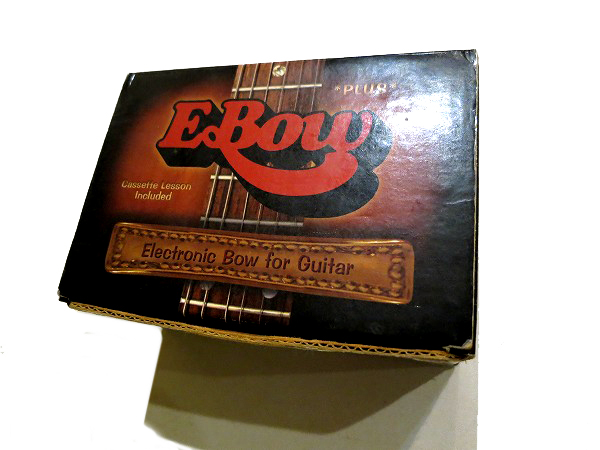 "PLUS"
E·Bow
Cassette Lesson
Included
Electronic Bow for Guitar